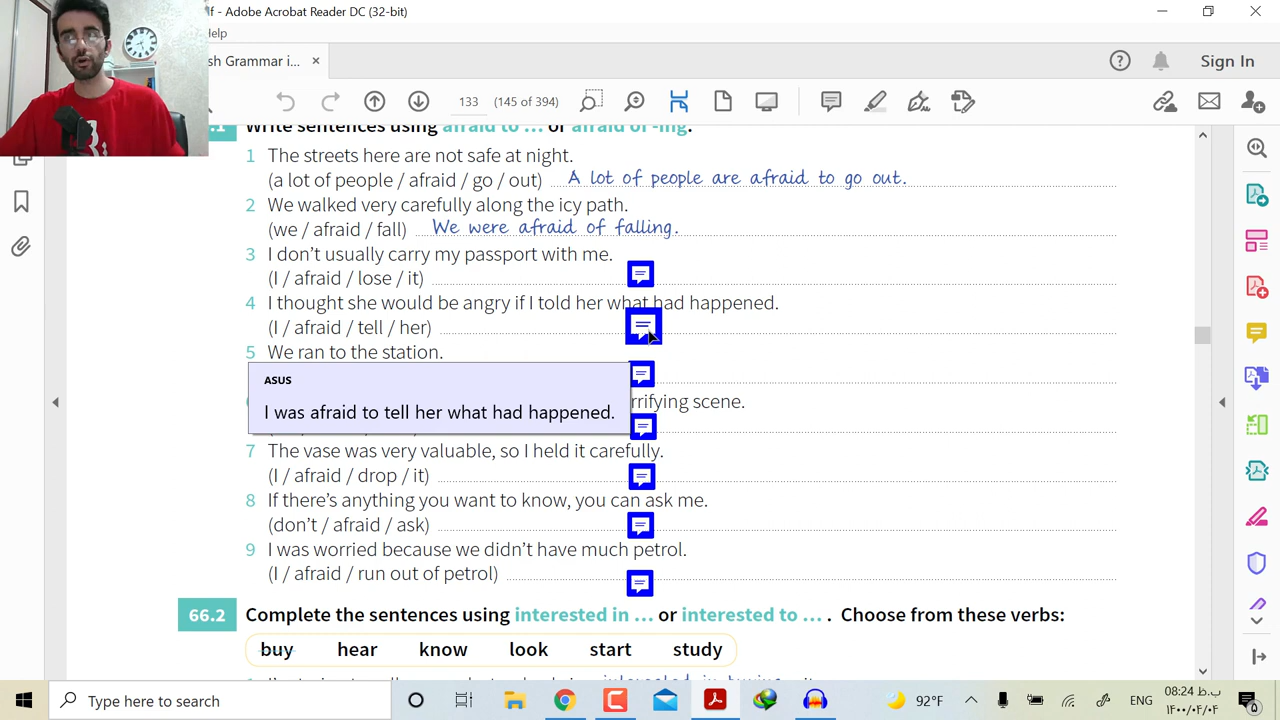 lf - Adobe Acrobat Reader DC (32-bit)
Help
sh Grammar i... ×
Sign In
133 (145 of 394)
Write sentences using afraid to … or afraid of -ing.
1 The streets here are not safe at night.
(a lot of people / afraid / go / out) A lot of people are afraid to go out.
2 We walked very carefully along the icy path.
(we / afraid / fall) We were afraid of falling.
3 I don't usually carry my passport with me.
(I / afraid / lose / it)
4 I thought she would be angry if I told her what had happened.
(I / afraid / tell / her)
5 We ran to the station.
ASUS
I was afraid to tell her what had happened.
rrifying scene.
7 The vase was very valuable, so I held it carefully.
(I / afraid / drop / it)
8 If there's anything you want to know, you can ask me.
(don't / afraid / ask)
9 I was worried because we didn't have much petrol.
(I / afraid / run out of petrol)
66.2 Complete the sentences using interested in … or interested to … . Choose from these verbs:
buy hear know look start study
Type here to search
92°F
ENG
08:24 ب.ظ
۱۴۰۰/۰۴/۰۴